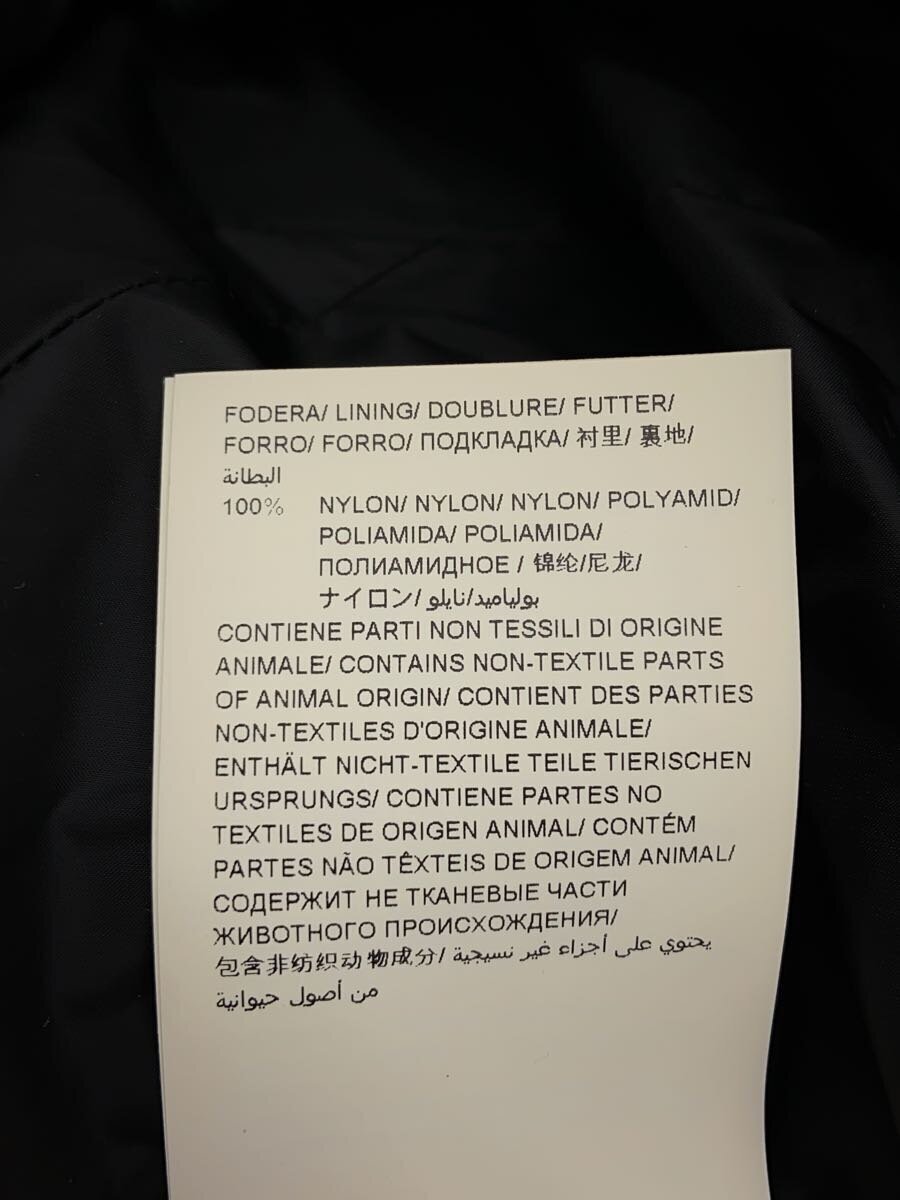 FODERA/ LINING/ DOUBLURE/ FUTTER/
FORRO/ FORRO/ ПОДКЛАДКА/ 衬里/ 裏地/
البطانة
100% NYLON/ NYLON/ NYLON/ POLYAMID/
POLIAMIDA/ POLIAMIDA/
ПОЛИАМИДНОЕ / 锦纶/尼龙/
ナイロン/ بولياميد/نايلو
CONTIENE PARTI NON TESSILI DI ORIGINE
ANIMALE/ CONTAINS NON-TEXTILE PARTS
OF ANIMAL ORIGIN/ CONTIENT DES PARTIES
NON-TEXTILES D'ORIGINE ANIMALE/
ENTHÄLT NICHT-TEXTILE TEILE TIERISCHEN
URSPRUNGS/ CONTIENE PARTES NO
TEXTILES DE ORIGEN ANIMAL/ CONTÉM
PARTES NÃO TÊXTEIS DE ORIGEM ANIMAL/
СОДЕРЖИТ НЕ ТКАНЕВЫЕ ЧАСТИ
ЖИВОТНОГО ПРОИСХОЖДЕНИЯ/
包含非纺织动物成分/ يحتوي على أجزاء غير نسيجية
من أصول حيوانية